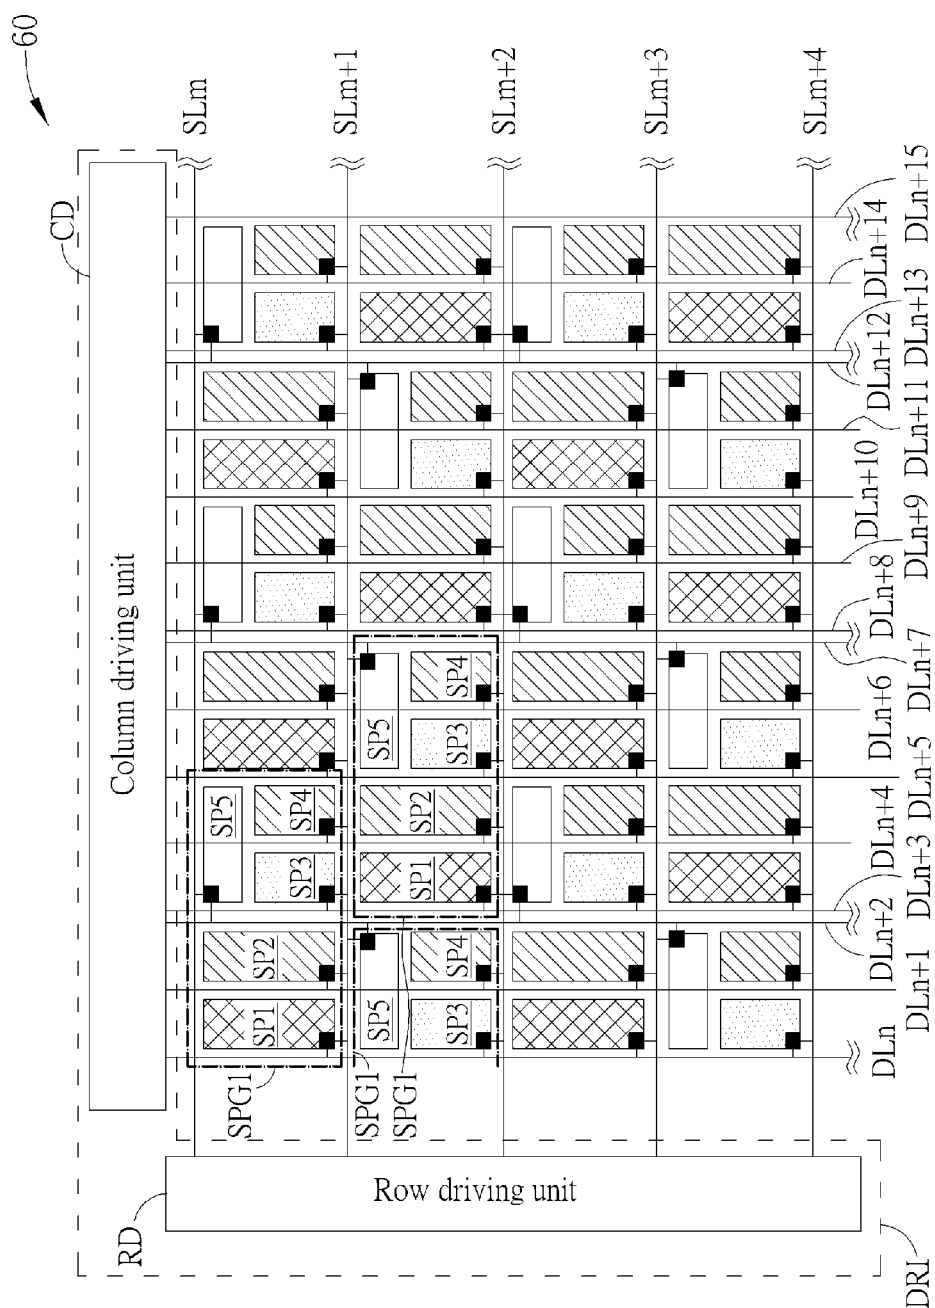 60
CD
Column driving unit
RD
Row driving unit
DRI
SLm
SLm+1
SLm+2
SLm+3
SLm+4
SPG1
SPG1
SPG1
SP1
SP2
SP3
SP4
SP5
SP5
SP3
SP4
SP1
SP2
SP5
SP3
SP4
DLn
DLn+1
DLn+2
DLn+3
DLn+4
DLn+5
DLn+6
DLn+7
DLn+8
DLn+9
DLn+10
DLn+11
DLn+12
DLn+13
DLn+14
DLn+15